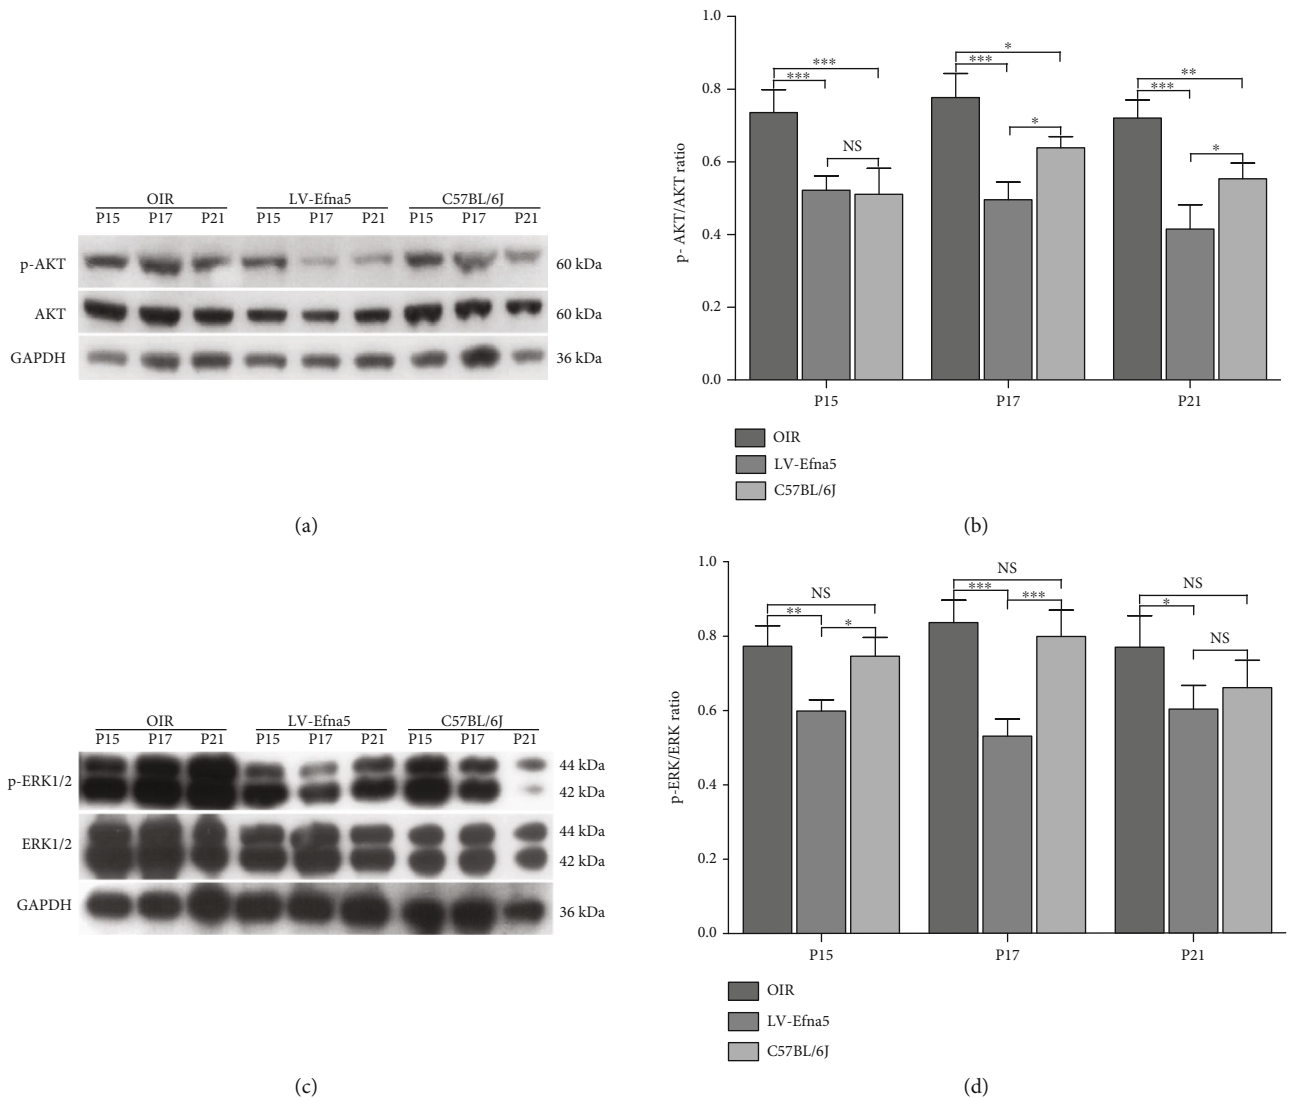 OIR LV-Efna5 C57BL/6J
P15 P17 P21 P15 P17 P21 P15 P17 P21
p-AKT 60 kDa
AKT 60 kDa
GAPDH 36 kDa
(a)
1.0
0.8
0.6
0.4
0.2
0.0
p- AKT/AKT ratio
*** *** NS
* *** *
** *** *
P15 P17 P21
OIR
LV-Efna5
C57BL/6J
(b)
OIR LV-Efna5 C57BL/6J
P15 P17 P21 P15 P17 P21 P15 P17 P21
p-ERK1/2 44 kDa
42 kDa
ERK1/2 44 kDa
42 kDa
GAPDH 36 kDa
(c)
1.0
0.8
0.6
0.4
0.2
0.0
p-ERK/ERK ratio
NS ** *
NS *** ***
NS * NS
P15 P17 P21
OIR
LV-Efna5
C57BL/6J
(d)